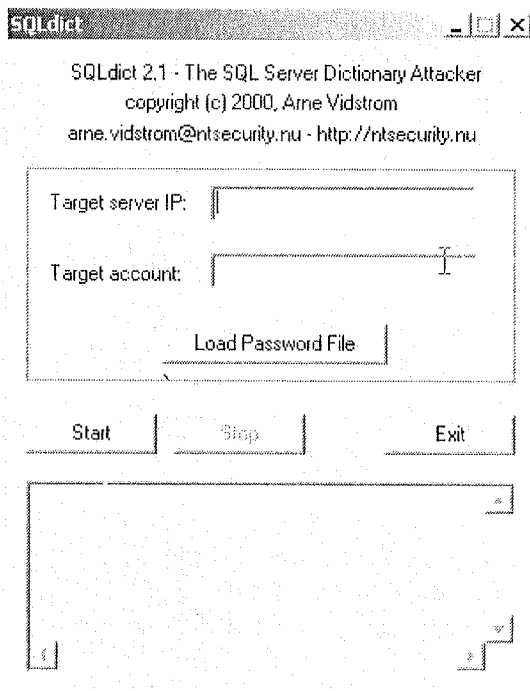 SQLdict
SQLdict 2.1 - The SQL Server Dictionary Attacker
copyright (c) 2000, Arne Vidstrom
arne.vidstrom@ntsecurity.nu - http://ntsecurity.nu
Target server IP:
Target account:
Load Password File
Start
Stop
Exit